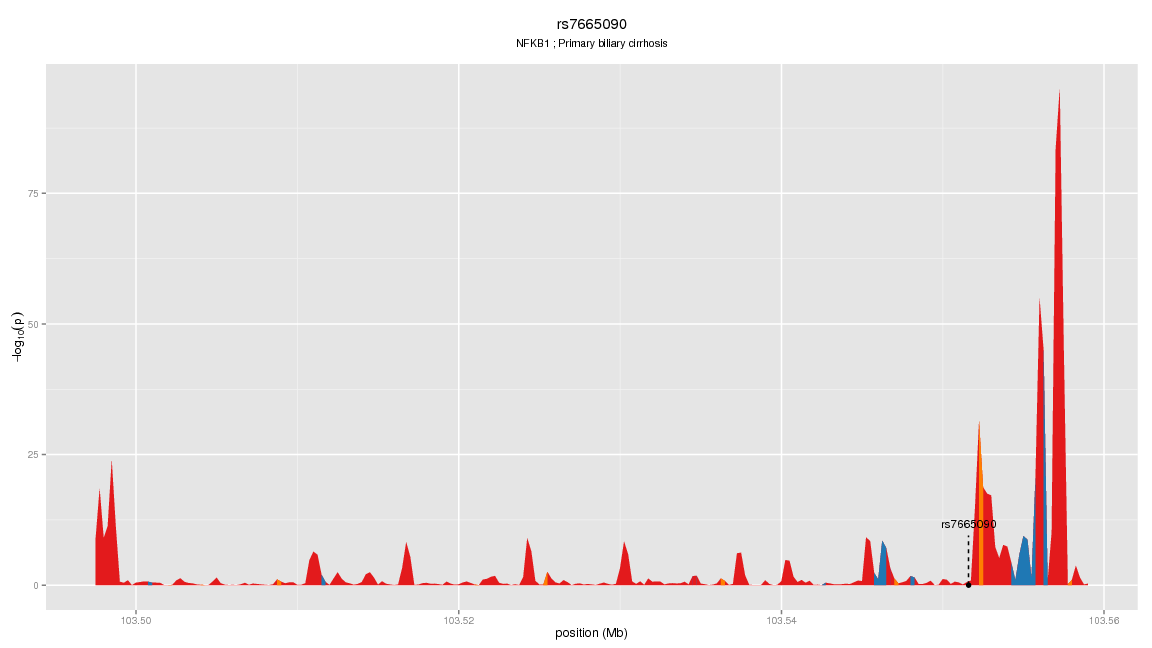 rs7665090
NFKB1 ; Primary biliary cirrhosis
75
50
25
0
−log10(p)
rs7665090
103.50
103.52
103.54
103.56
position (Mb)